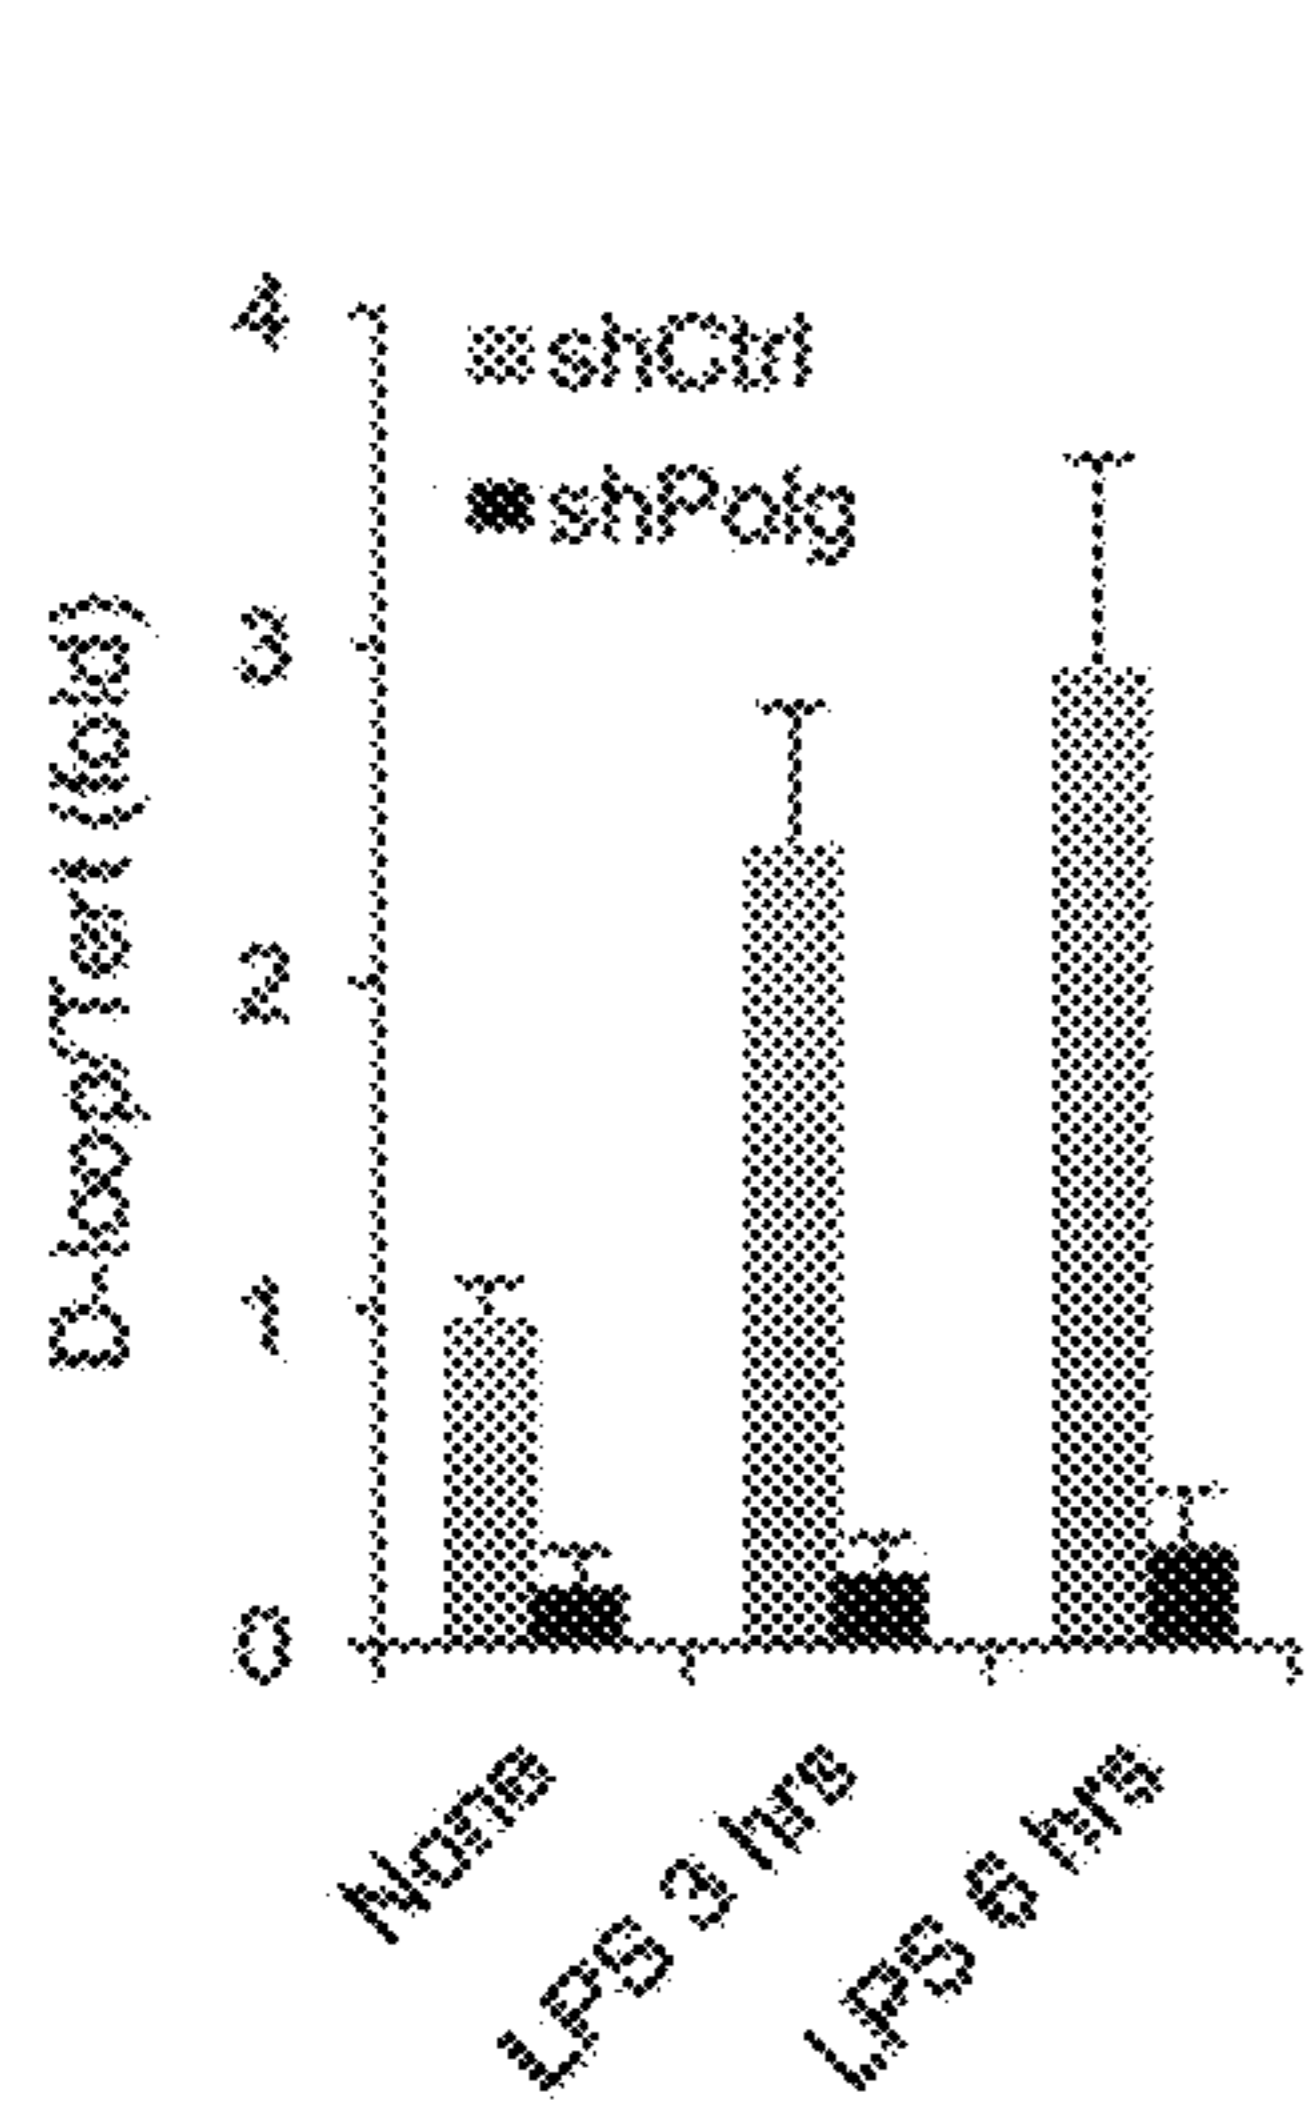 D-loop/Tert (fold)
4
3
2
1
0
shCtrl
shPolg
None
LPS 3 hrs
LPS 6 hrs